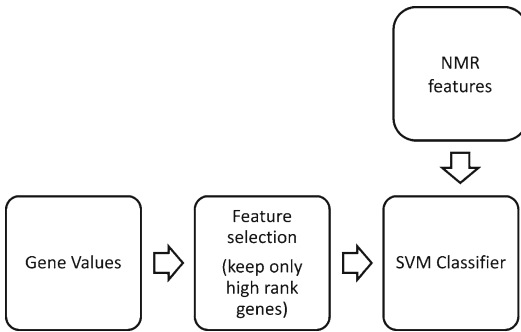 NMR
features
Gene Values
Feature
selection
(keep only
high rank
genes)
SVM Classifier